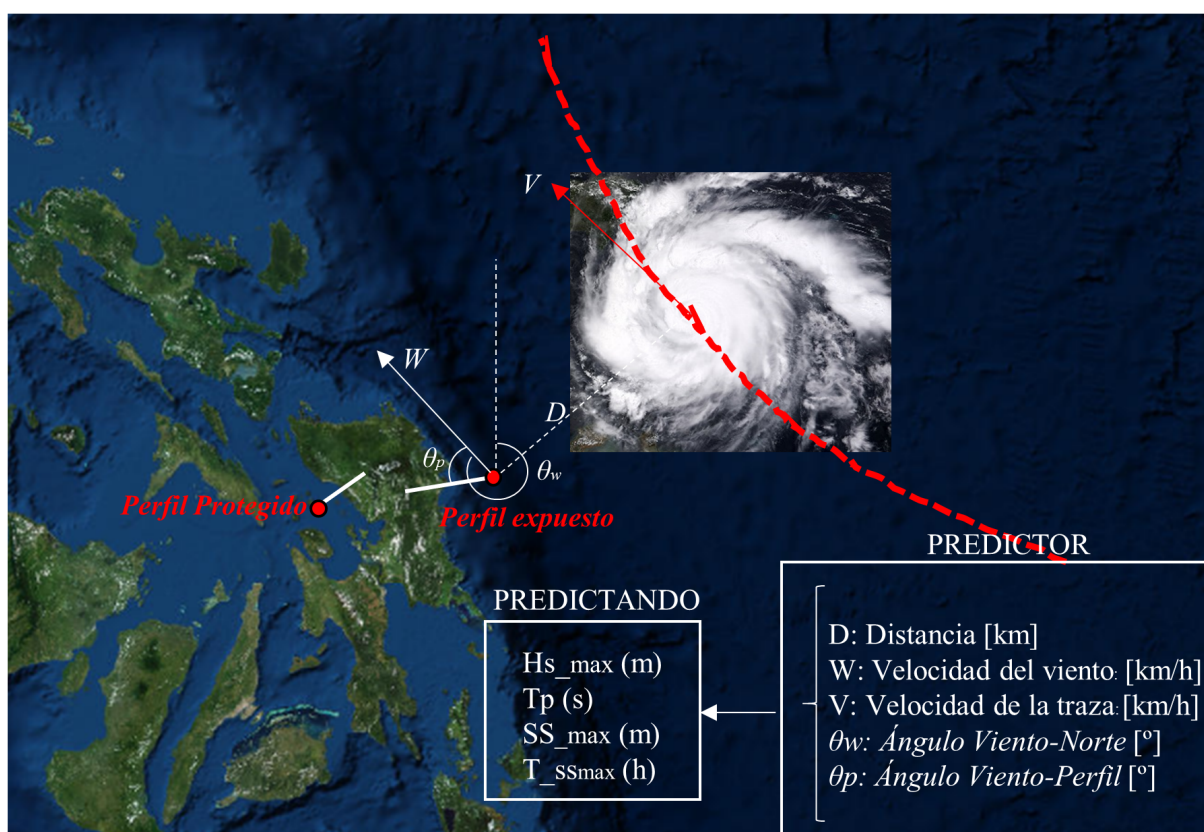 V
W
D
θp
θw
Perfil Protegido
Perfil expuesto
PREDICTOR
PREDICTANDO
D: Distancia [km]
W: Velocidad del viento: [km/h]
V: Velocidad de la traza: [km/h]
θw: Ángulo Viento-Norte [º]
θp: Ángulo Viento-Perfil [º]
Hs_max (m)
Tp (s)
SS_max (m)
T_ssmax (h)